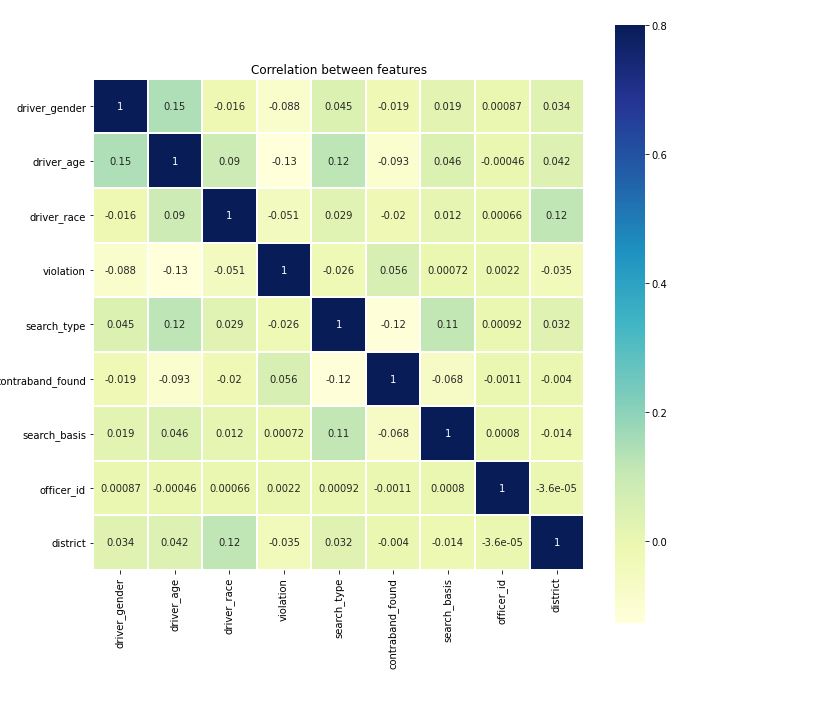 Correlation between features
0.8
driver_gender 1 0.15 -0.016 -0.088 0.045 -0.019 0.019 0.00087 0.034
driver_age 0.15 1 0.09 -0.13 0.12 -0.093 0.046 -0.00046 0.042
0.6
driver_race -0.016 0.09 1 -0.051 0.029 -0.02 0.012 0.00066 0.12
violation -0.088 -0.13 -0.051 1 -0.026 0.056 0.00072 0.0022 -0.035
0.4
search_type 0.045 0.12 0.029 -0.026 1 -0.12 0.11 0.00092 0.032
ontraband_found -0.019 -0.093 -0.02 0.056 -0.12 1 -0.068 -0.0011 -0.004
0.2
search_basis 0.019 0.046 0.012 0.00072 0.11 -0.068 1 0.0008 -0.014
officer_id 0.00087 -0.00046 0.00066 0.0022 0.00092 -0.0011 0.0008 1 -3.6e-05
district 0.034 0.042 0.12 -0.035 0.032 -0.004 -0.014 -3.6e-05 1
0.0
driver_gender
driver_age
driver_race
violation
search_type
contraband_found
search_basis
officer_id
district